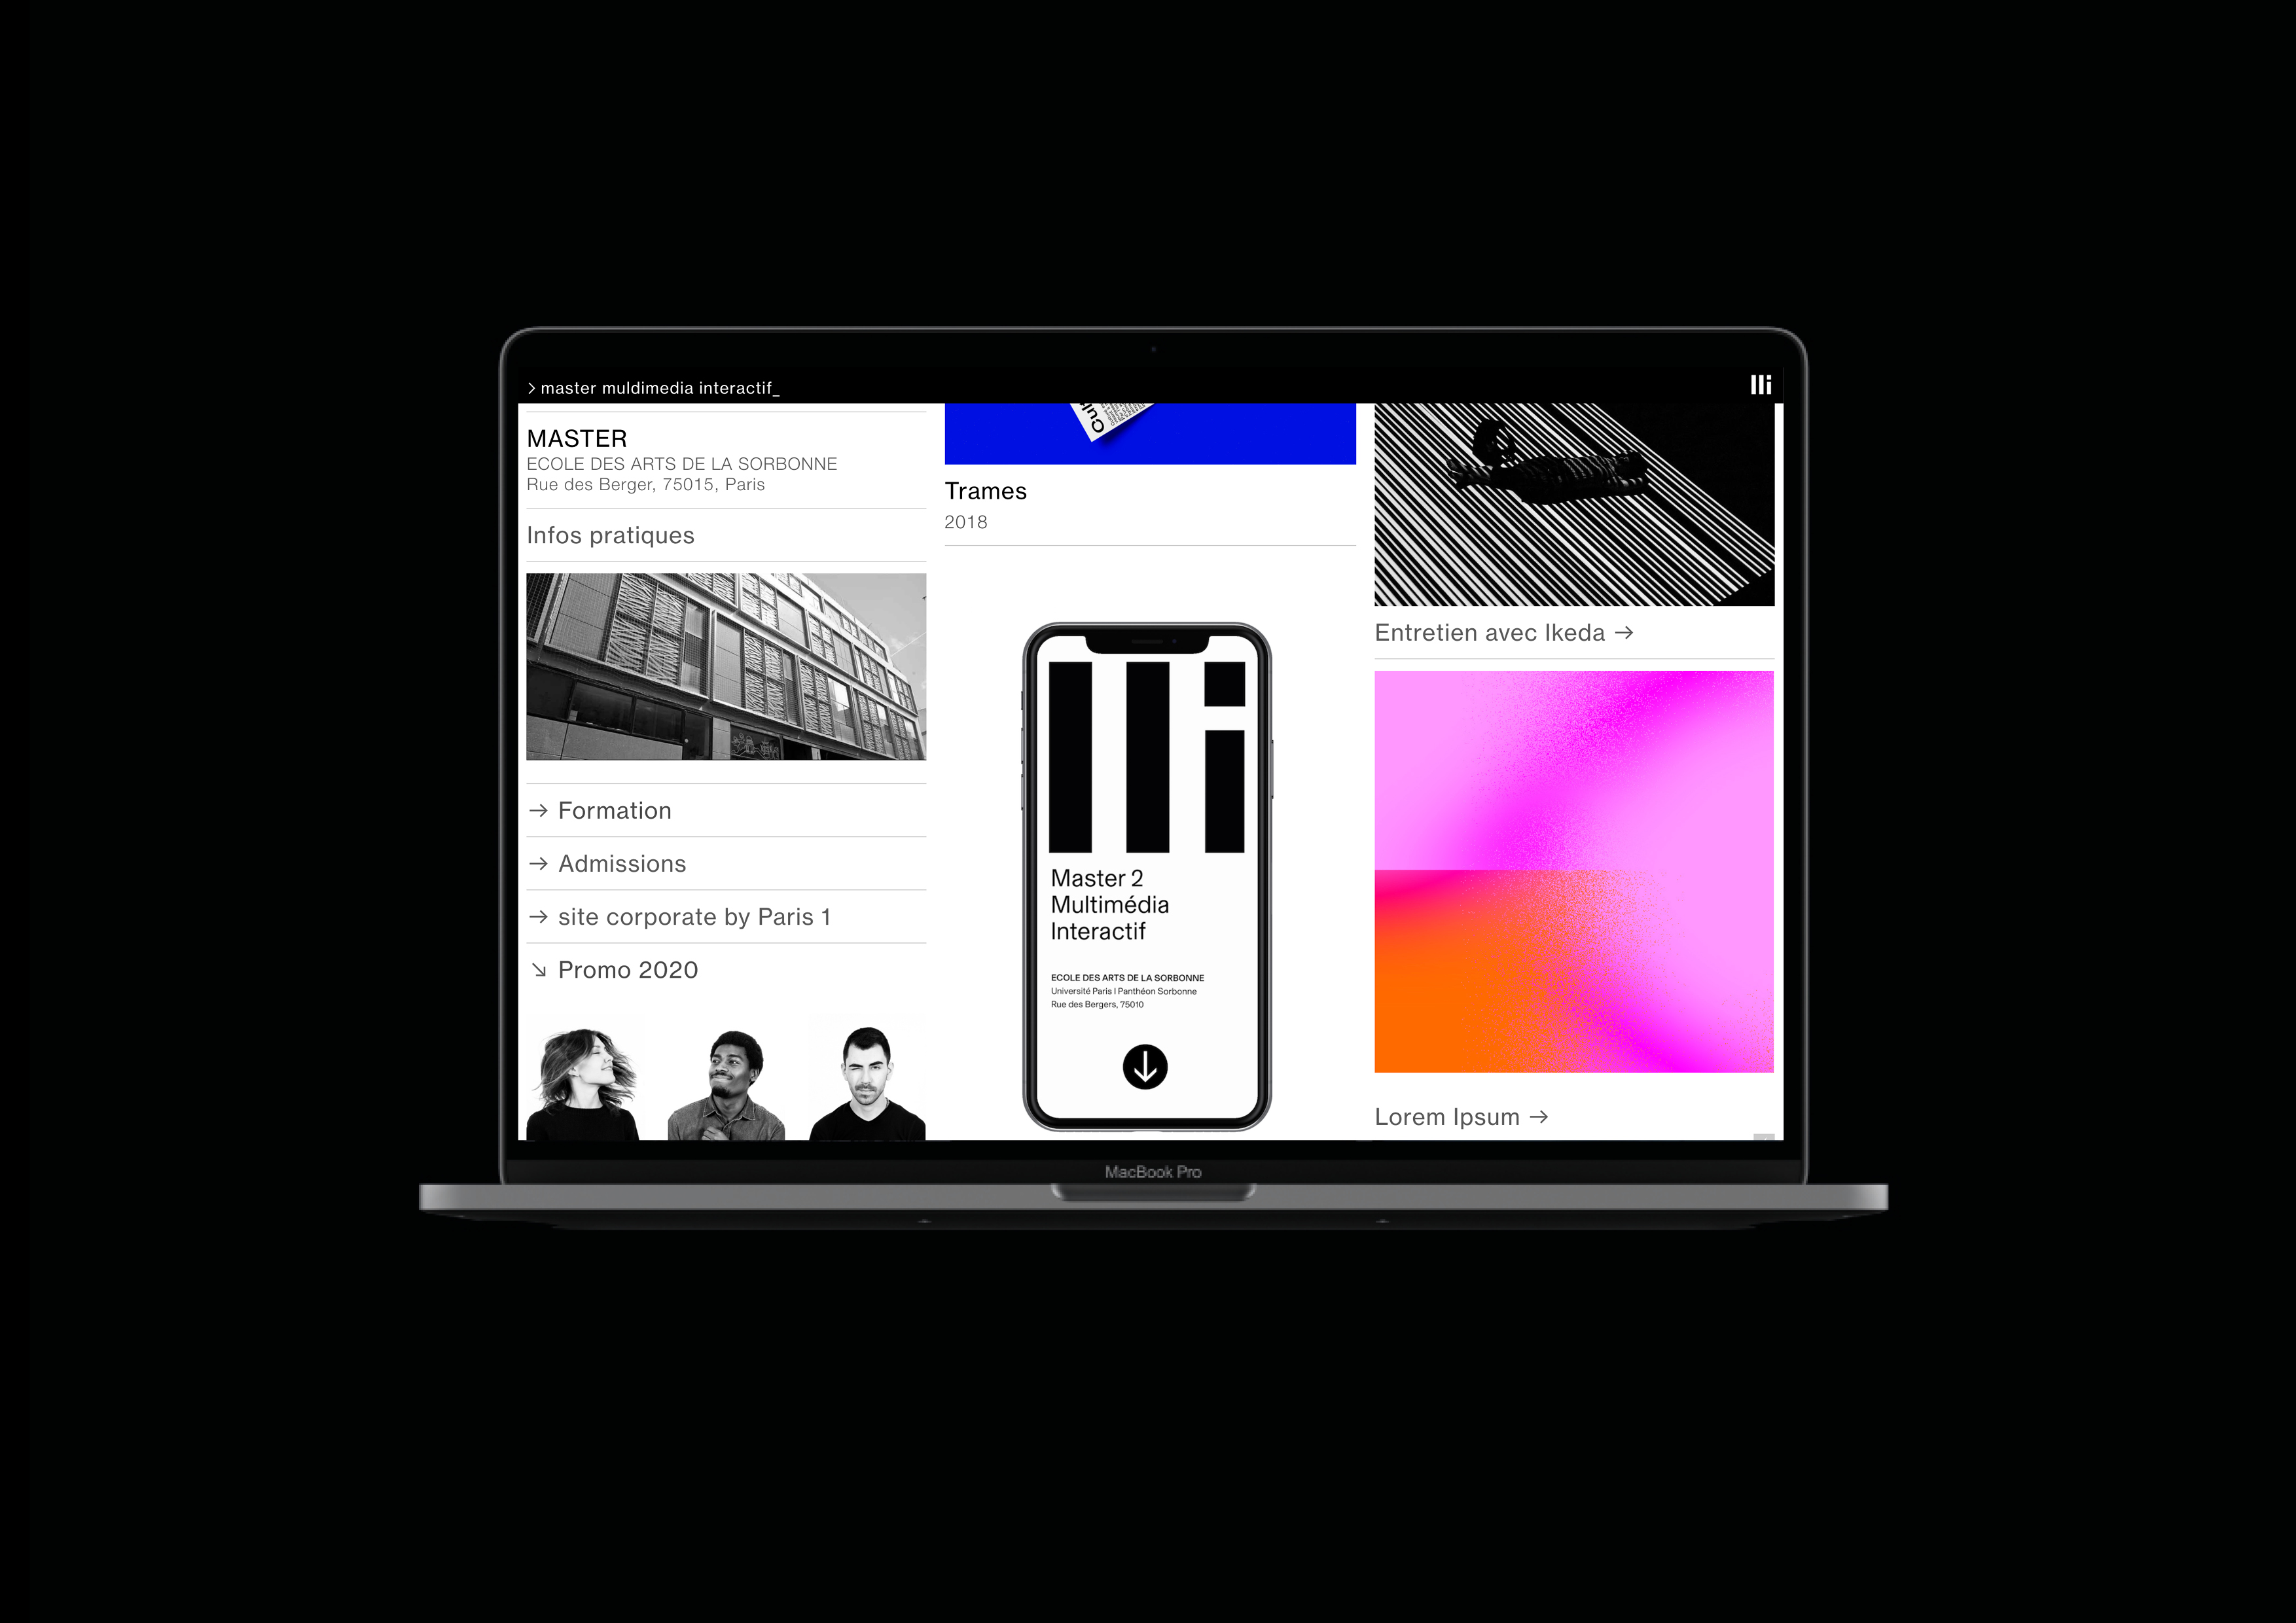 > master muldimedia interactif_
MASTER
ECOLE DES ARTS DE LA SORBONNE
Rue des Berger, 75015, Paris
Infos pratiques
→ Formation
→ Admissions
→ site corporate by Paris 1
↘ Promo 2020
Trames
2018
Master 2
Multimédia
Interactif
ECOLE DES ARTS DE LA SORBONNE
Université Paris I Panthéon Sorbonne
Rue des Bergers, 75010
Entretien avec Ikeda →
Lorem Ipsum →
MacBook Pro